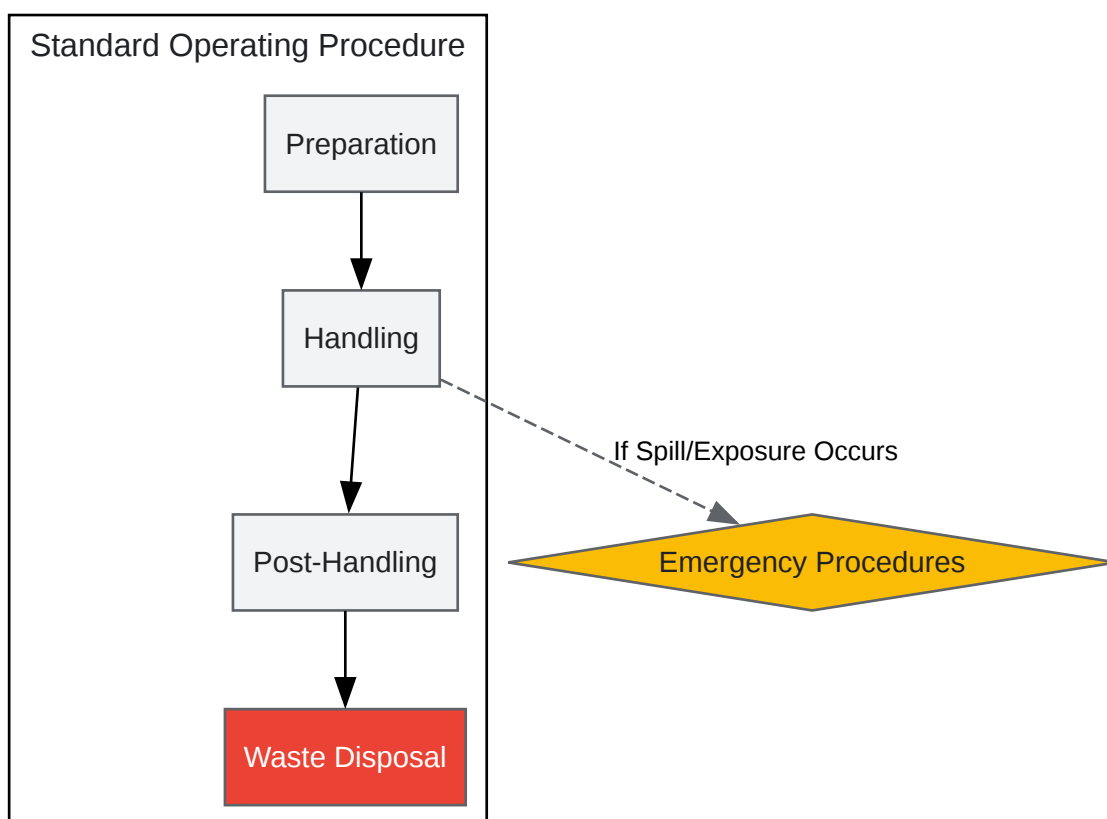 Standard Operating Procedure
Preparation
Handling
If Spill/Exposure Occurs
Post-Handling
Emergency Procedures
Waste Disposal